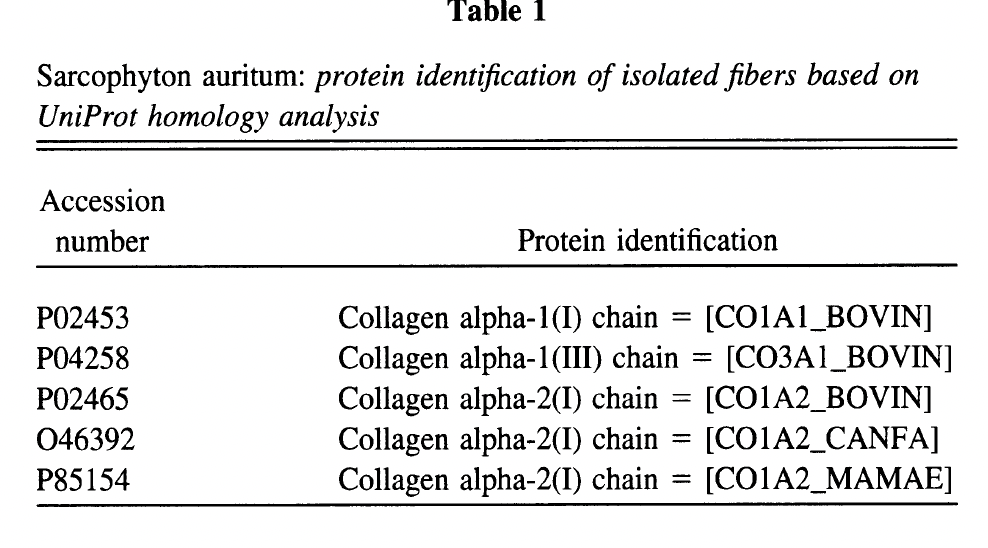 Table 1
Sarcophyton auritum: protein identification of isolated fibers based on
UniProt homology analysis
Accession
number Protein identification
P02453 Collagen alpha-1(I) chain = [CO1A1_BOVIN]
P04258 Collagen alpha-1(III) chain = [CO3A1_BOVIN]
P02465 Collagen alpha-2(I) chain = [CO1A2_BOVIN]
O46392 Collagen alpha-2(I) chain = [CO1A2_CANFA]
P85154 Collagen alpha-2(I) chain = [CO1A2_MAMAE]